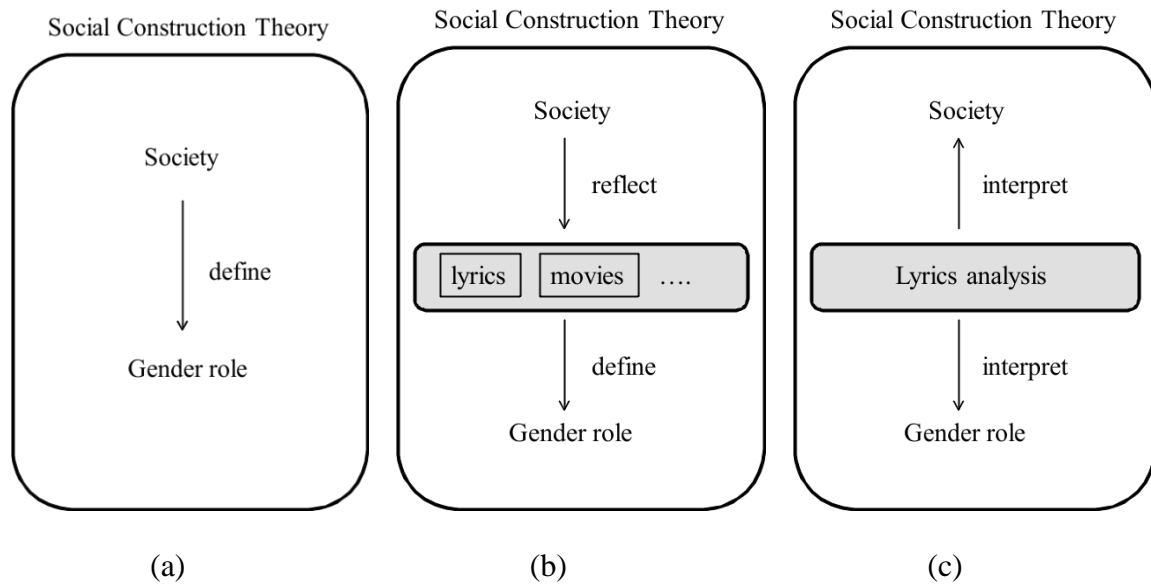 Social Construction Theory
Society
define
Gender role
(a)
Social Construction Theory
Society
reflect
lyrics movies ....
define
Gender role
(b)
Social Construction Theory
Society
interpret
Lyrics analysis
interpret
Gender role
(c)